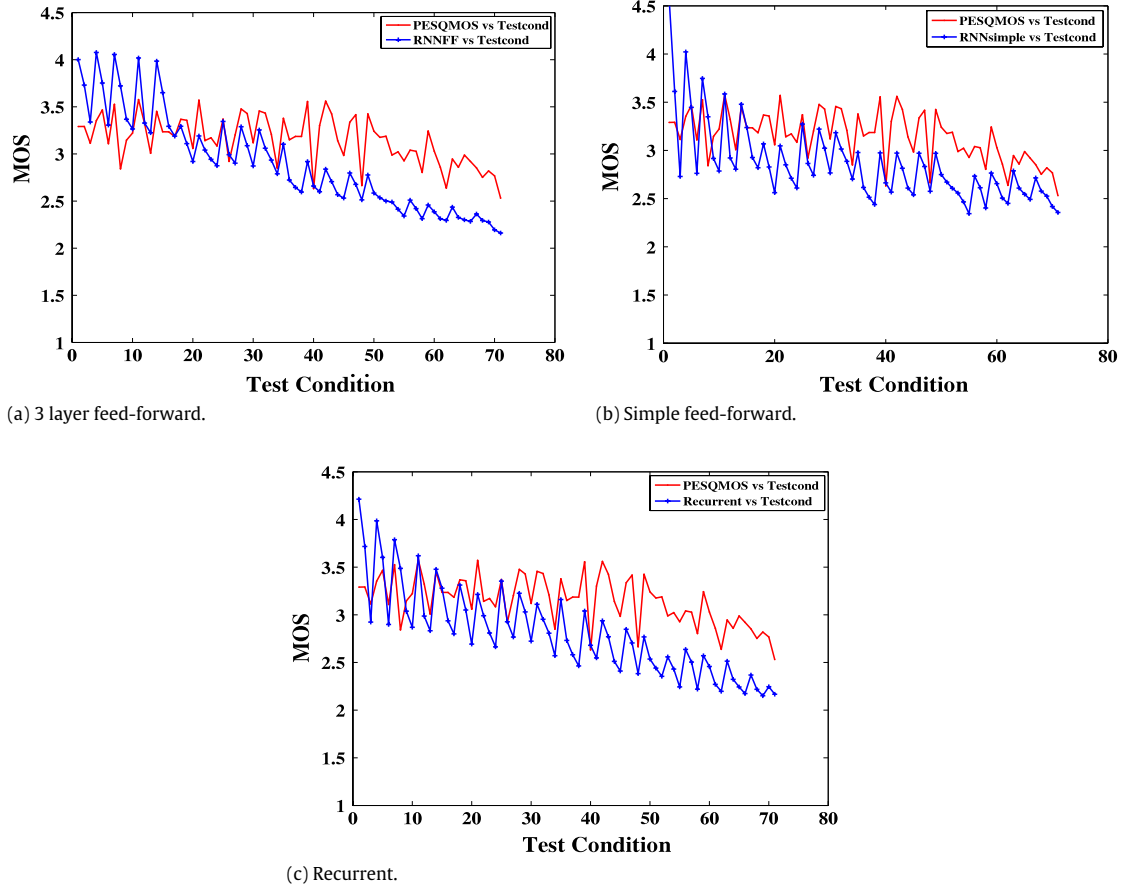 4.5
4
3.5
3
2.5
2
1.5
1
MOS
0 10 20 30 40 50 60 70 80
Test Condition
PESQMOS vs Testcond
RNNFF vs Testcond
(a) 3 layer feed-forward.
4.5
4
3.5
3
2.5
2
1.5
1
MOS
0 20 40 60 80
Test Condition
PESQMOS vs Testcond
RNNsimple vs Testcond
(b) Simple feed-forward.
4.5
4
3.5
3
2.5
2
1.5
1
MOS
0 10 20 30 40 50 60 70 80
Test Condition
PESQMOS vs Testcond
Recurrent vs Testcond
(c) Recurrent.